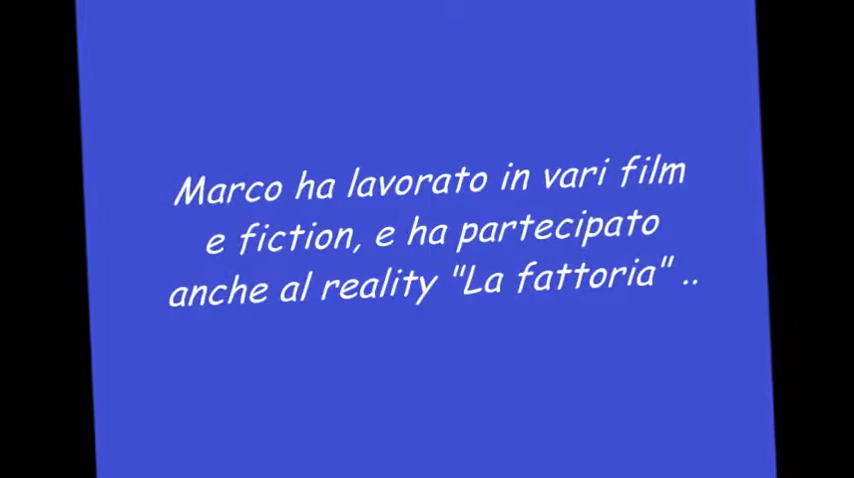 Marco ha lavorato in vari film
e fiction, e ha partecipato
anche al reality "La fattoria" ..